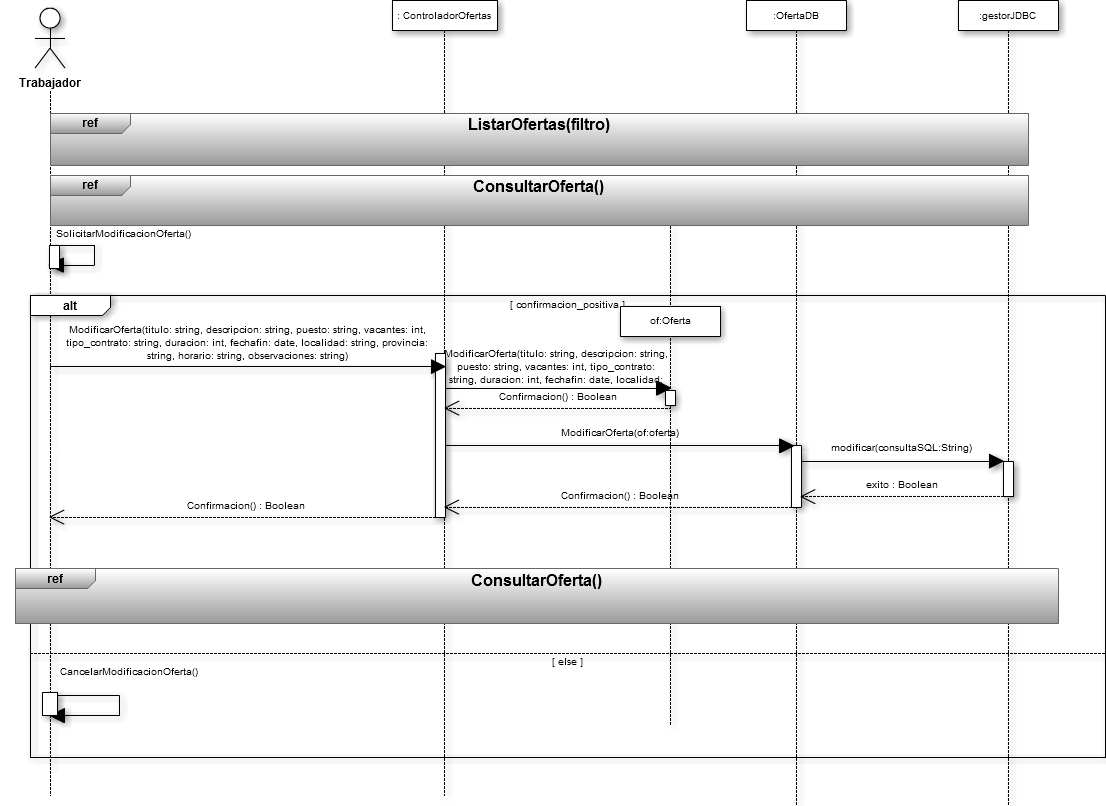 : ControladorOfertas
:OfertaDB
:gestorJDBC
Trabajador
ref
ListarOfertas(filtro)
ref
ConsultarOferta()
SolicitarModificacionOferta()
alt
[ confirmacion_positiva ]
of:Oferta
ModificarOferta(titulo: string, descripcion: string, puesto: string, vacantes: int,
tipo_contrato: string, duracion: int, fechafin: date, localidad: string, provincia:
string, horario: string, observaciones: string)
ModificarOferta(titulo: string, descripcion: string,
puesto: string, vacantes: int, tipo_contrato:
string, duracion: int, fechafin: date, localidad:
Confirmacion() : Boolean
ModificarOferta(of:oferta)
modificar(consultaSQL:String)
exito : Boolean
Confirmacion() : Boolean
Confirmacion() : Boolean
ref
ConsultarOferta()
[ else ]
CancelarModificacionOferta()